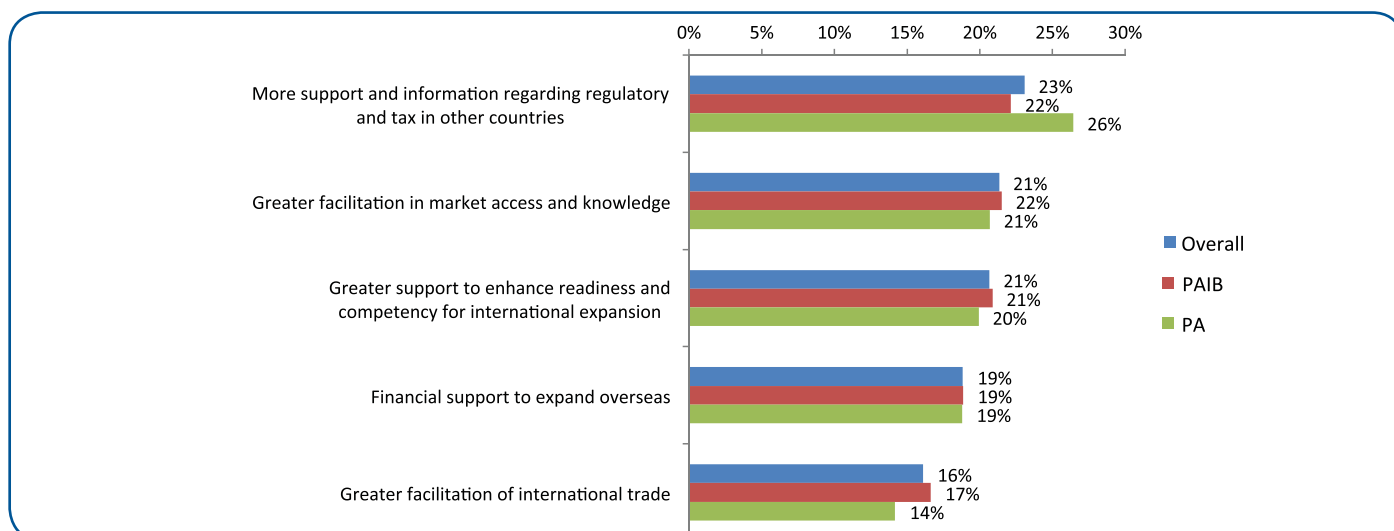 0% 5% 10% 15% 20% 25% 30%
More support and information regarding regulatory
and tax in other countries
23%
22%
26%
Greater facilitation in market access and knowledge
21%
22%
21%
Greater support to enhance readiness and
competency for international expansion
21%
21%
20%
Financial support to expand overseas
19%
19%
19%
Greater facilitation of international trade
16%
17%
14%
Overall
PAIB
PA